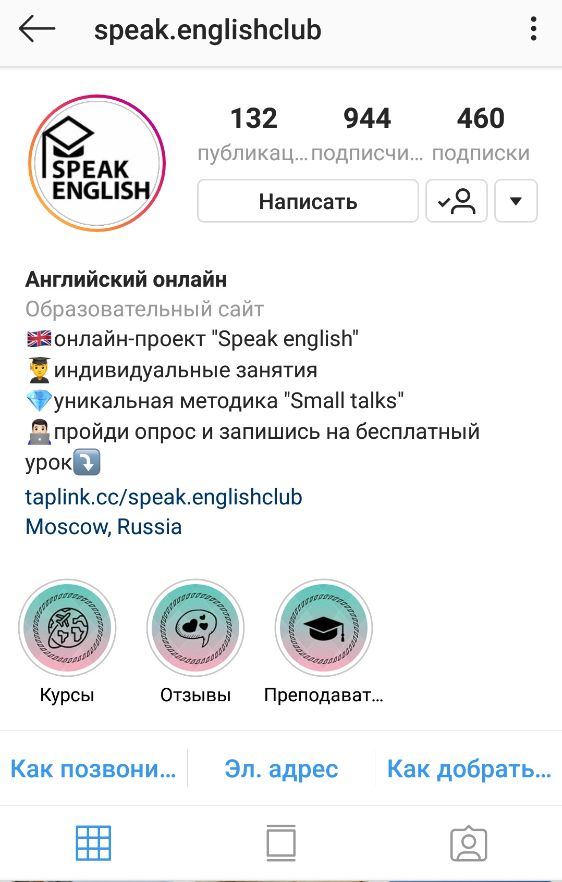 speak.englishclub
SPEAK
ENGLISH
132 944 460
публикац... подписчи... подписки
Написать
Английский онлайн
Образовательный сайт
🇬🇧онлайн-проект "Speak english"
👨‍🎓индивидуальные занятия
💎уникальная методика "Small talks"
👨🏻‍💻пройди опрос и запишись на бесплатный
урок⤵️
taplink.cc/speak.englishclub
Moscow, Russia
Курсы Отзывы Преподават...
Как позвони... Эл. адрес Как добрать...